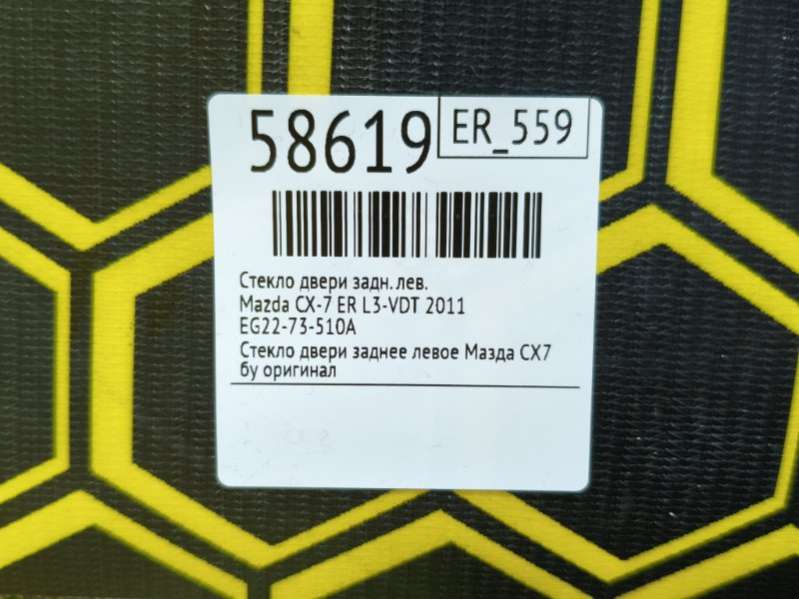 58619
ER_559
Стекло двери задн. лев.
Mazda CX-7 ER L3-VDT 2011
EG22-73-510A
Стекло двери заднее левое Мазда СХ7
бу оригинал